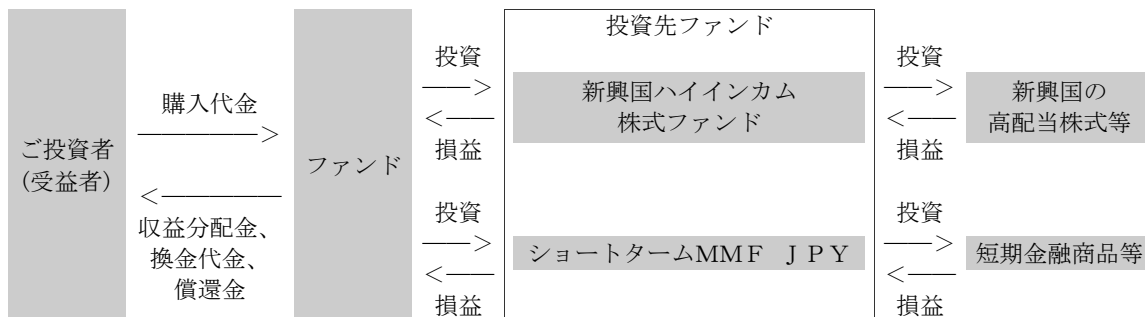 ご投資者
(受益者)
購入代金
――――――>
<――――――
収益分配金、
換金代金、
償還金
ファンド
投資
――>
<――
損益
投資
――>
<――
損益
投資先ファンド
新興国ハイインカム
株式ファンド
ショートタームMMF JPY
投資
――>
<――
損益
投資
――>
<――
損益
新興国の
高配当株式等
短期金融商品等